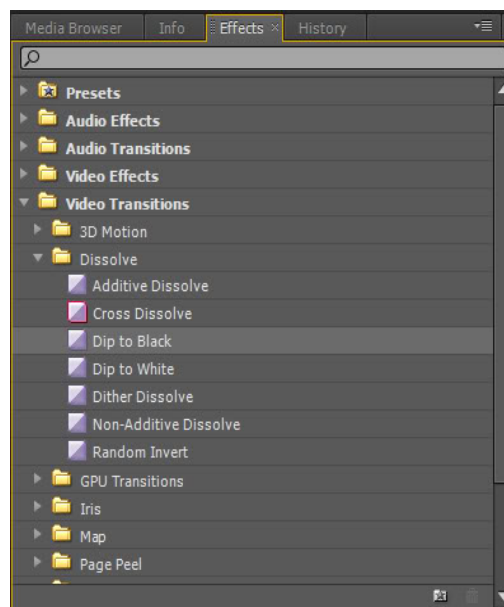 Media Browser Info Effects × History
Presets
Audio Effects
Audio Transitions
Video Effects
Video Transitions
3D Motion
Dissolve
Additive Dissolve
Cross Dissolve
Dip to Black
Dip to White
Dither Dissolve
Non-Additive Dissolve
Random Invert
GPU Transitions
Iris
Map
Page Peel